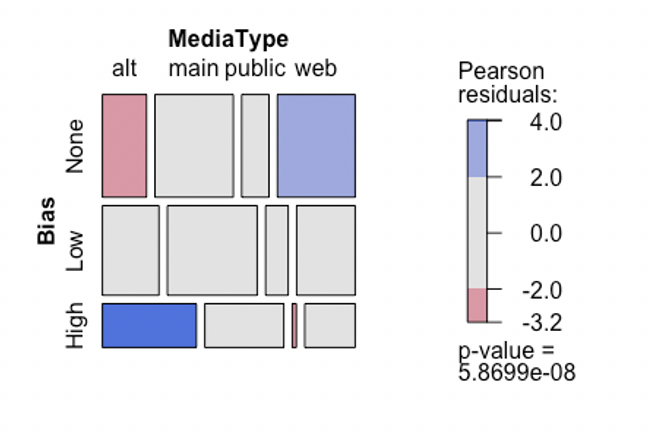 MediaType
alt main public web
Bias
None
Low
High
Pearson
residuals:
4.0
2.0
0.0
-2.0
-3.2
p-value =
5.8699e-08